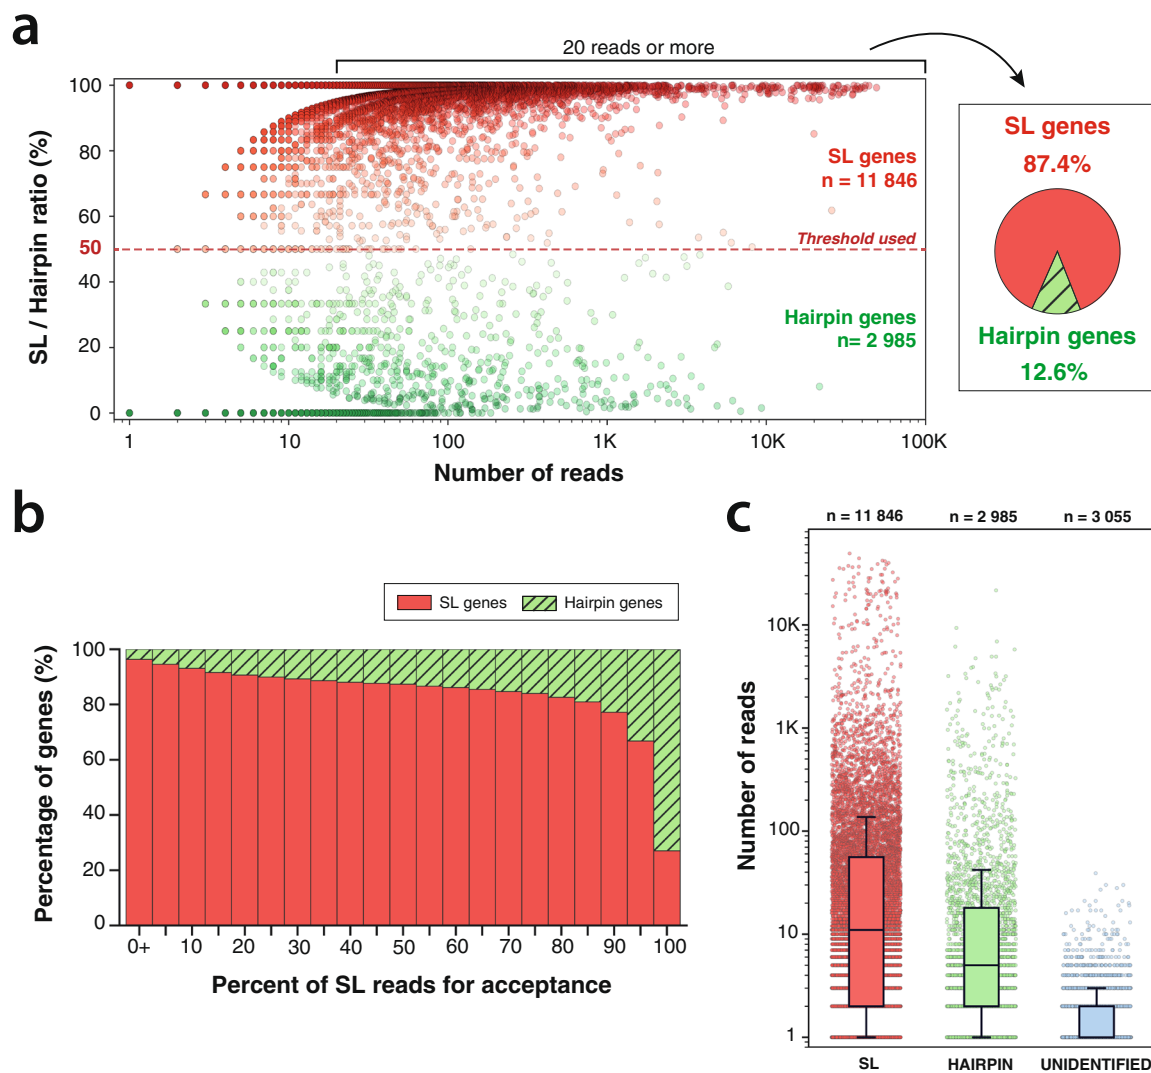 a
20 reads or more
100
80
60
50
40
20
0
SL / Hairpin ratio (%)
SL genes
n = 11 846
Threshold used
Hairpin genes
n= 2 985
1
10
100
1K
10K
100K
Number of reads
SL genes
87.4%
Hairpin genes
12.6%
b
SL genes
Hairpin genes
100
80
60
40
20
0
Percentage of genes (%)
0+
10
20
30
40
50
60
70
80
90
100
Percent of SL reads for acceptance
c
n = 11 846
n = 2 985
n = 3 055
10K
1K
100
10
1
Number of reads
SL
HAIRPIN
UNIDENTIFIED